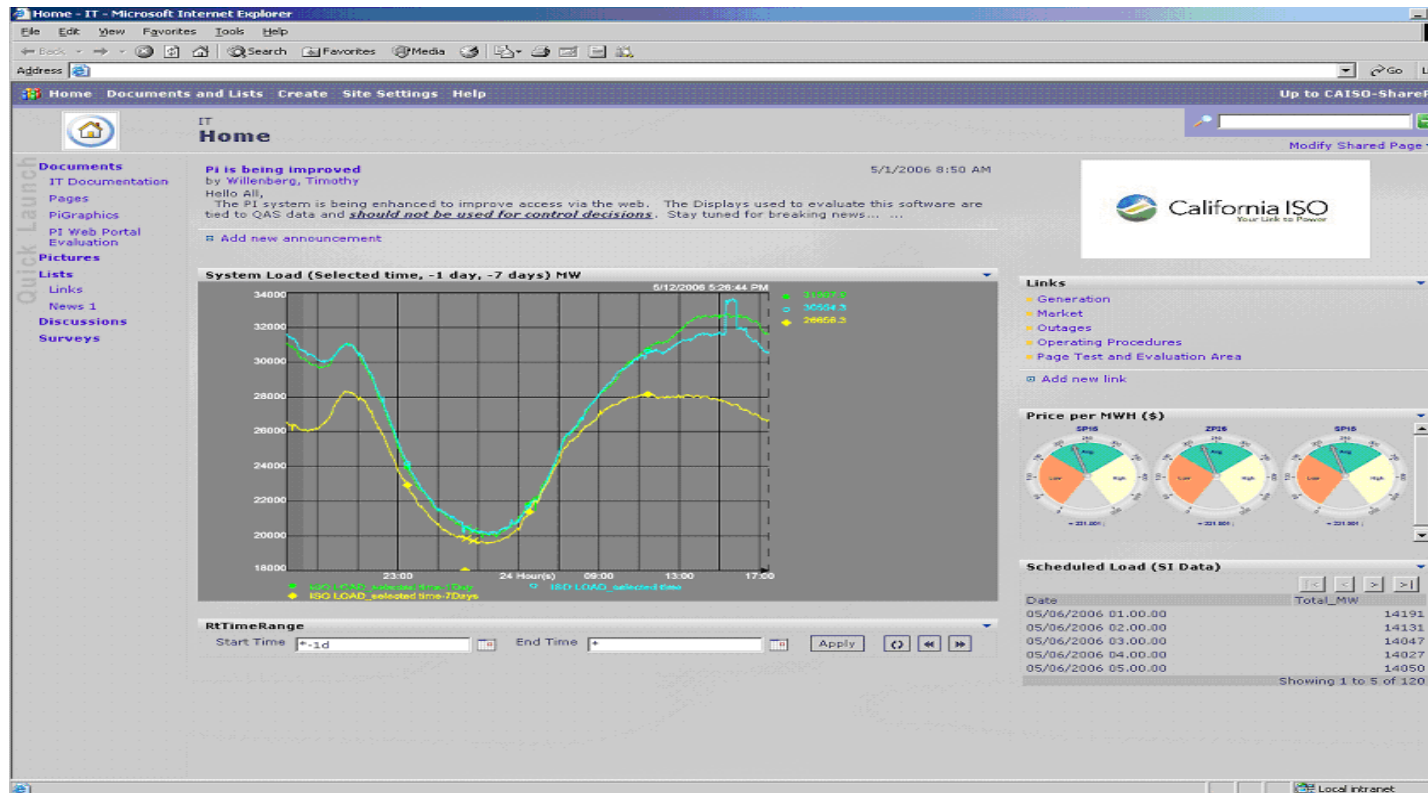 Home - IT - Microsoft Internet Explorer
File Edit View Favorites Tools Help
Back Search Favorites Media
Address Go
Home Documents and Lists Create Site Settings Help Up to CAISO-ShareP
IT
Home
Modify Shared Page
Quick Launch
Documents
IT Documentation
Pages
PiGraphics
PI Web Portal
Evaluation
Pictures
Lists
Links
News 1
Discussions
Surveys
Pi is being improved 5/1/2006 8:50 AM
by Willenberg, Timothy
Hello All,
The PI system is being enhanced to improve access via the web. The Displays used to evaluate this software are
tied to QAS data and should not be used for control decisions. Stay tuned for breaking news... ...
Add new announcement
California ISO
Your Link to Power
System Load (Selected time, -1 day, -7 days) MW
5/12/2006 5:26:44 PM
30554.3
26656.3
34000
32000
30000
28000
26000
24000
22000
20000
18000
23:00 24 Hour(s) 09:00 13:00 17:00
ISO LOAD_selected time-1Day ISO LOAD_selected time
ISO LOAD_selected time-7Days
RtTimeRange
Start Time *-1d End Time * Apply
Links
Generation
Market
Outages
Operating Procedures
Page Test and Evaluation Area
Add new link
Price per MWH ($)
SP15 ZP26 SP15
Avg Avg Avg
Low High Low High Low High
Scheduled Load (SI Data)
Date Total_MW
05/06/2006 01.00.00 14191
05/06/2006 02.00.00 14131
05/06/2006 03.00.00 14047
05/06/2006 04.00.00 14027
05/06/2006 05.00.00 14050
Showing 1 to 5 of 120
Local intranet